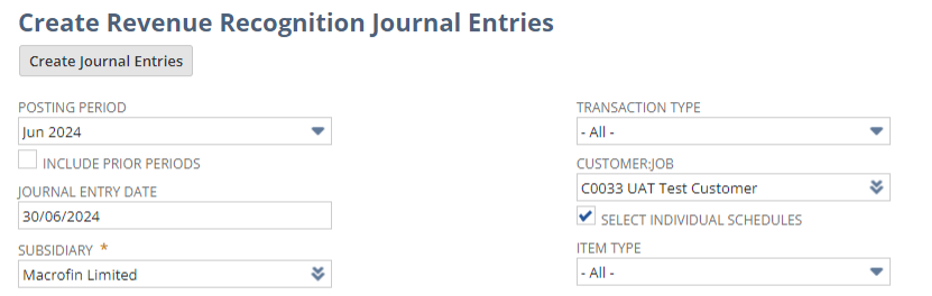 Create Revenue Recognition Journal Entries
Create Journal Entries
POSTING PERIOD
Jun 2024
INCLUDE PRIOR PERIODS
JOURNAL ENTRY DATE
30/06/2024
SUBSIDIARY *
Macrofin Limited
TRANSACTION TYPE
- All -
CUSTOMER:JOB
C0033 UAT Test Customer
SELECT INDIVIDUAL SCHEDULES
ITEM TYPE
- All -